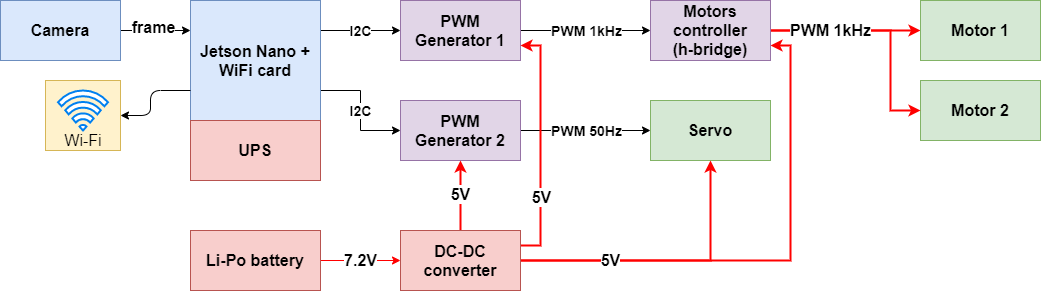 Camera
frame
Jetson Nano +
WiFi card
I2C
PWM
Generator 1
PWM 1kHz
Motors
controller
(h-bridge)
PWM 1kHz
Motor 1
Wi-Fi
UPS
I2C
PWM
Generator 2
PWM 50Hz
Servo
Motor 2
5V
5V
Li-Po battery
7.2V
DC-DC
converter
5V